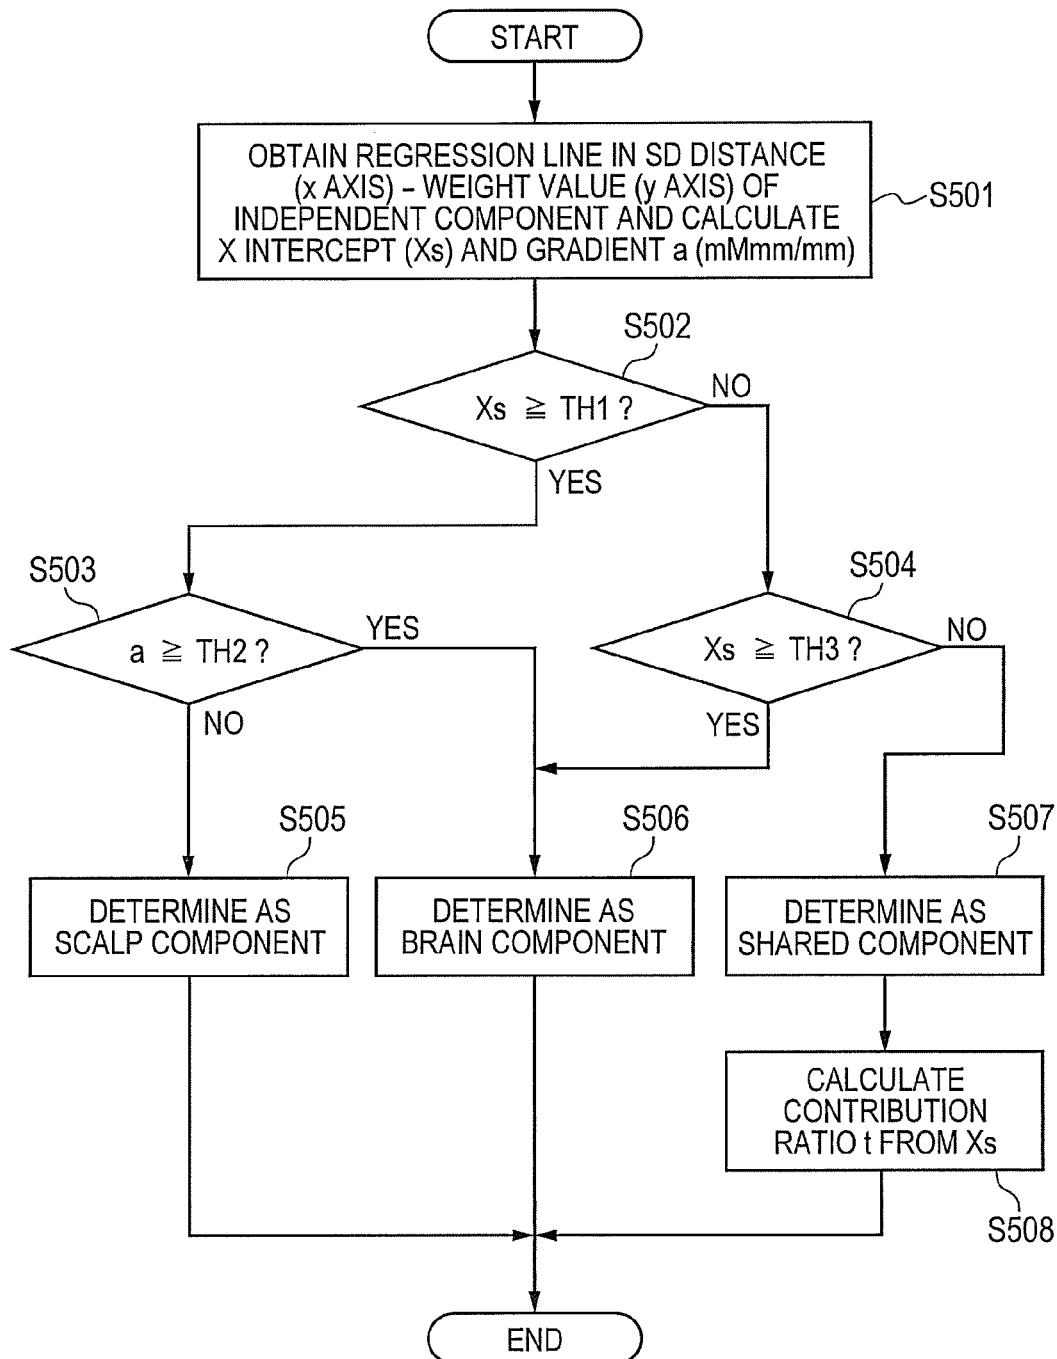 START
OBTAIN REGRESSION LINE IN SD DISTANCE
(x AXIS) – WEIGHT VALUE (y AXIS) OF
INDEPENDENT COMPONENT AND CALCULATE
X INTERCEPT (Xs) AND GRADIENT a (mMmm/mm)
S501
S502
Xs ≧ TH1 ?
NO
YES
S503
a ≧ TH2 ?
YES
NO
S504
Xs ≧ TH3 ?
NO
YES
S505
DETERMINE AS
SCALP COMPONENT
S506
DETERMINE AS
BRAIN COMPONENT
S507
DETERMINE AS
SHARED COMPONENT
CALCULATE
CONTRIBUTION
RATIO t FROM Xs
S508
END